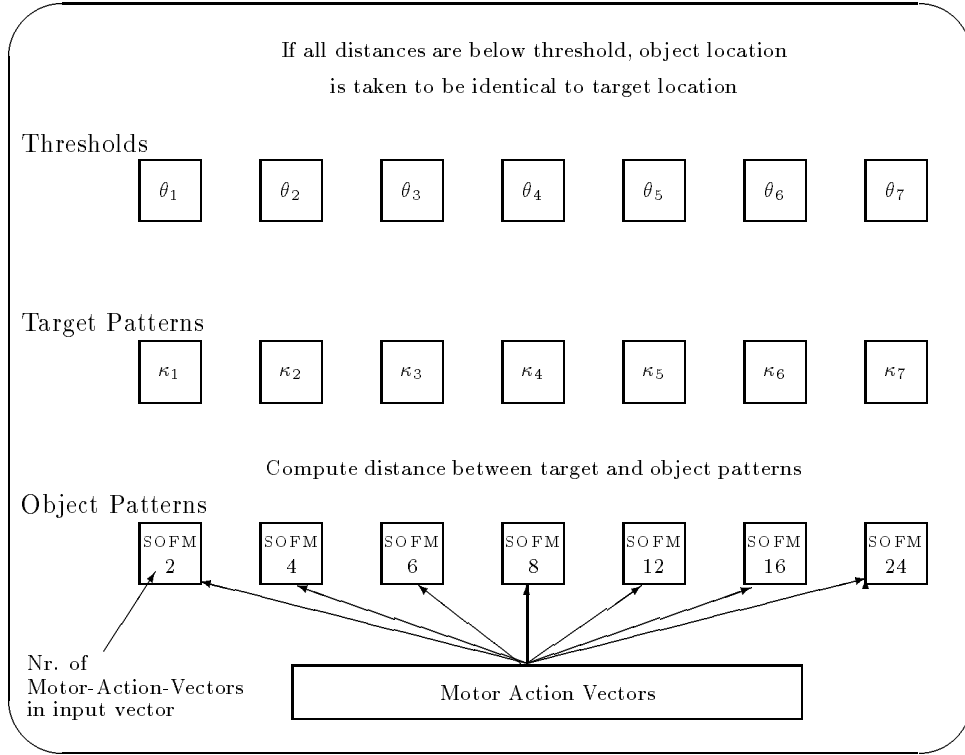 If all distances are below threshold, object location
is taken to be identical to target location
Thresholds
θ1 θ2 θ3 θ4 θ5 θ6 θ7
Target Patterns
κ1 κ2 κ3 κ4 κ5 κ6 κ7
Compute distance between target and object patterns
Object Patterns
SOFM SOFM SOFM SOFM SOFM SOFM SOFM
2 4 6 8 12 16 24
Nr. of
Motor-Action-Vectors
in input vector
Motor Action Vectors